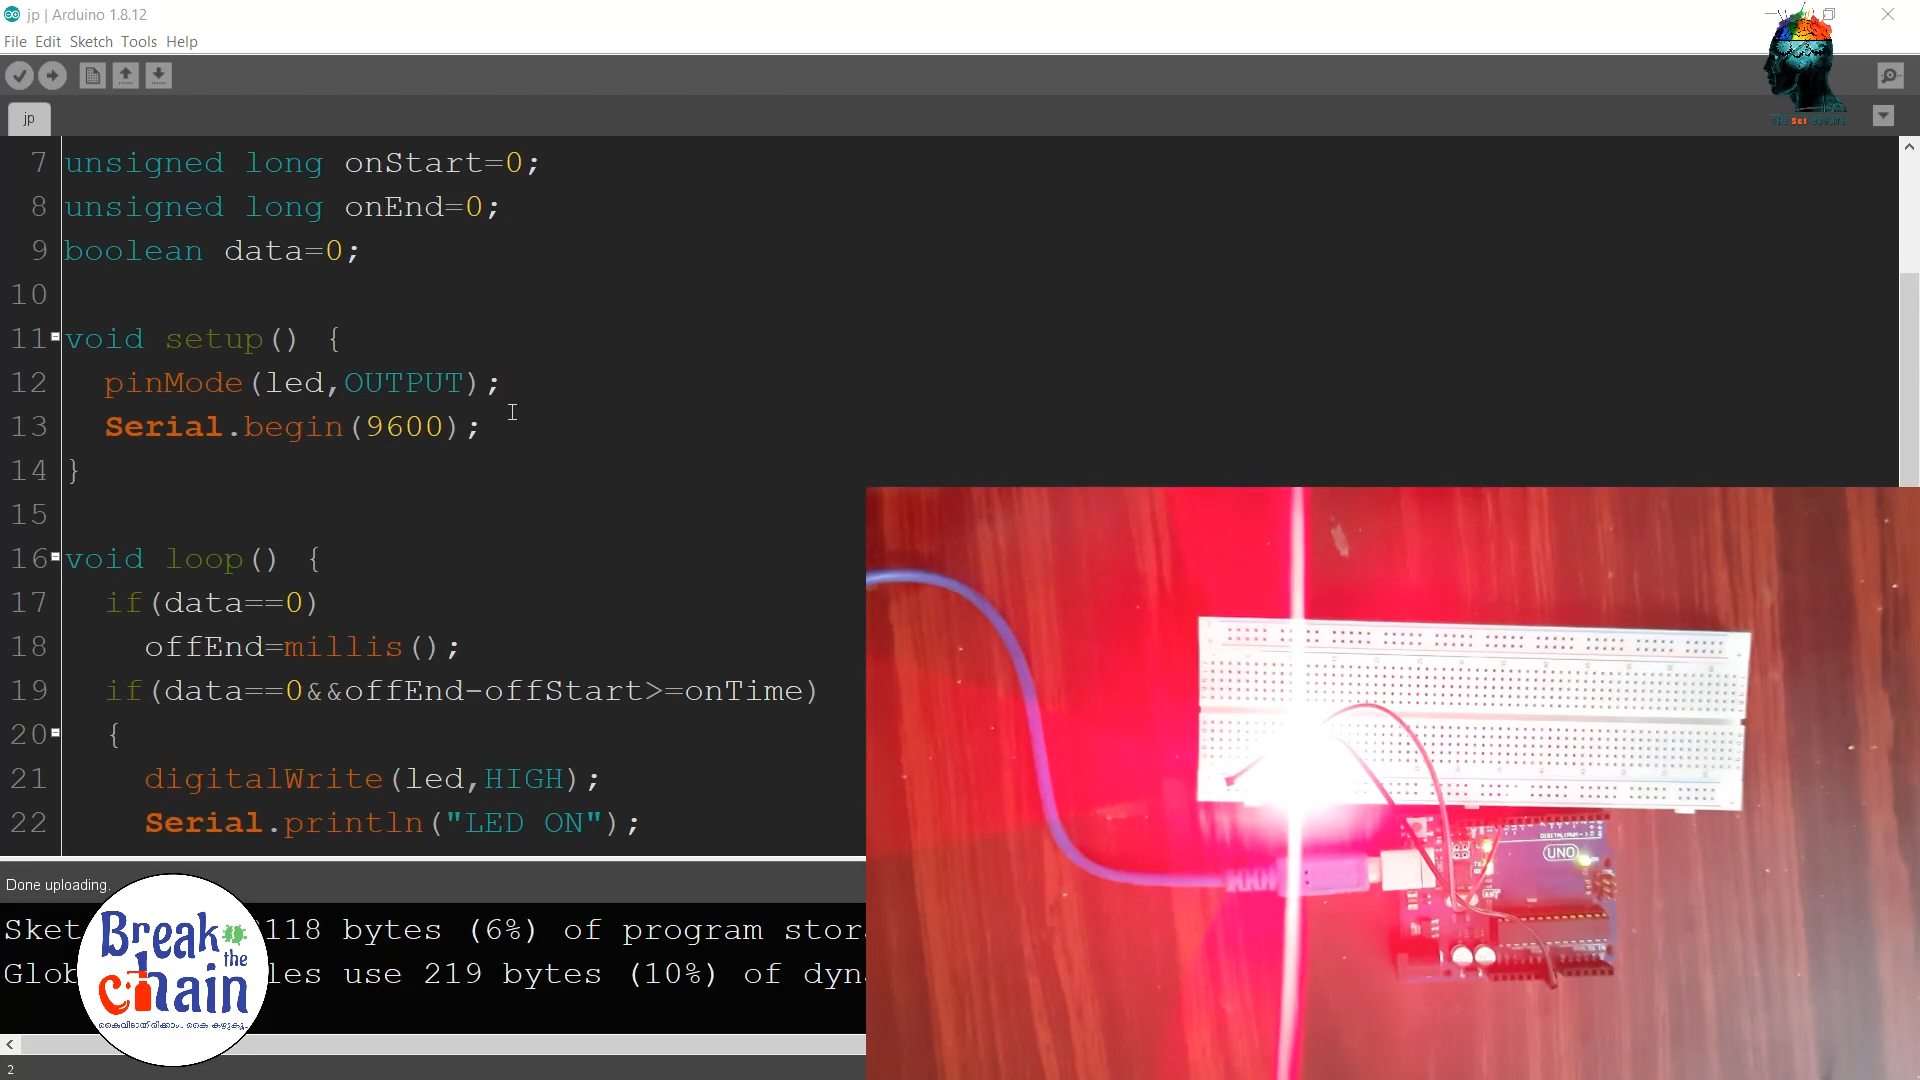 jp | Arduino 1.8.12
File Edit Sketch Tools Help
jp
7 unsigned long onStart=0;
8 unsigned long onEnd=0;
9 boolean data=0;
10
11 void setup() {
12 pinMode(led,OUTPUT);
13 Serial.begin(9600);
14 }
15
16 void loop() {
17 if(data==0)
18 offEnd=millis();
19 if(data==0&&offEnd-offStart>=onTime)
20 {
21 digitalWrite(led,HIGH);
22 Serial.println("LED ON");
Done uploading.
Sket 118 bytes (6%) of program stor
Glob les use 219 bytes (10%) of dyn
Break the chain
2
UNO